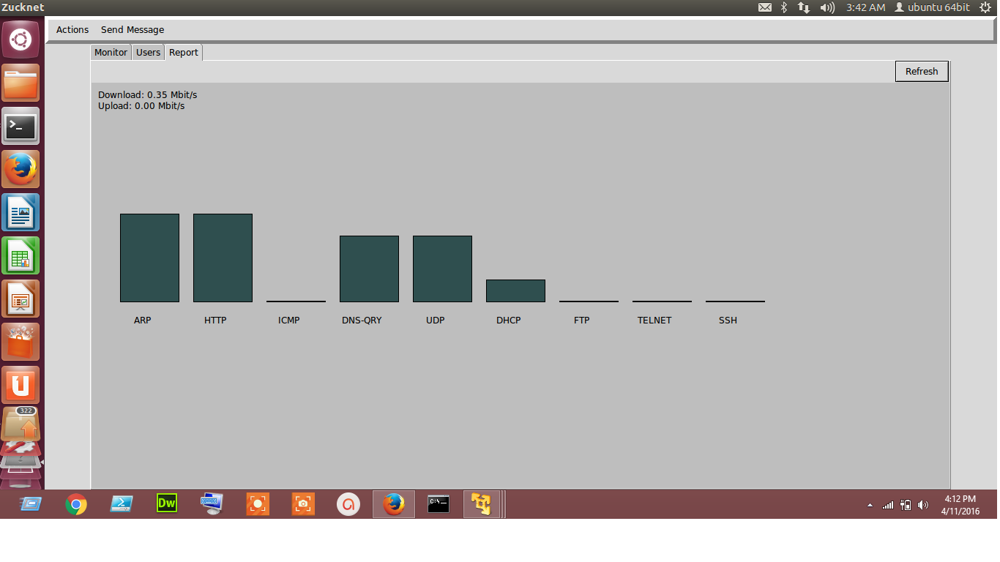 Zucknet
3:42 AM ubuntu 64bit
Actions Send Message
Monitor Users Report
Refresh
Download: 0.35 Mbit/s
Upload: 0.00 Mbit/s
ARP HTTP ICMP DNS-QRY UDP DHCP FTP TELNET SSH
322
Dw
C:\_
4:12 PM
4/11/2016